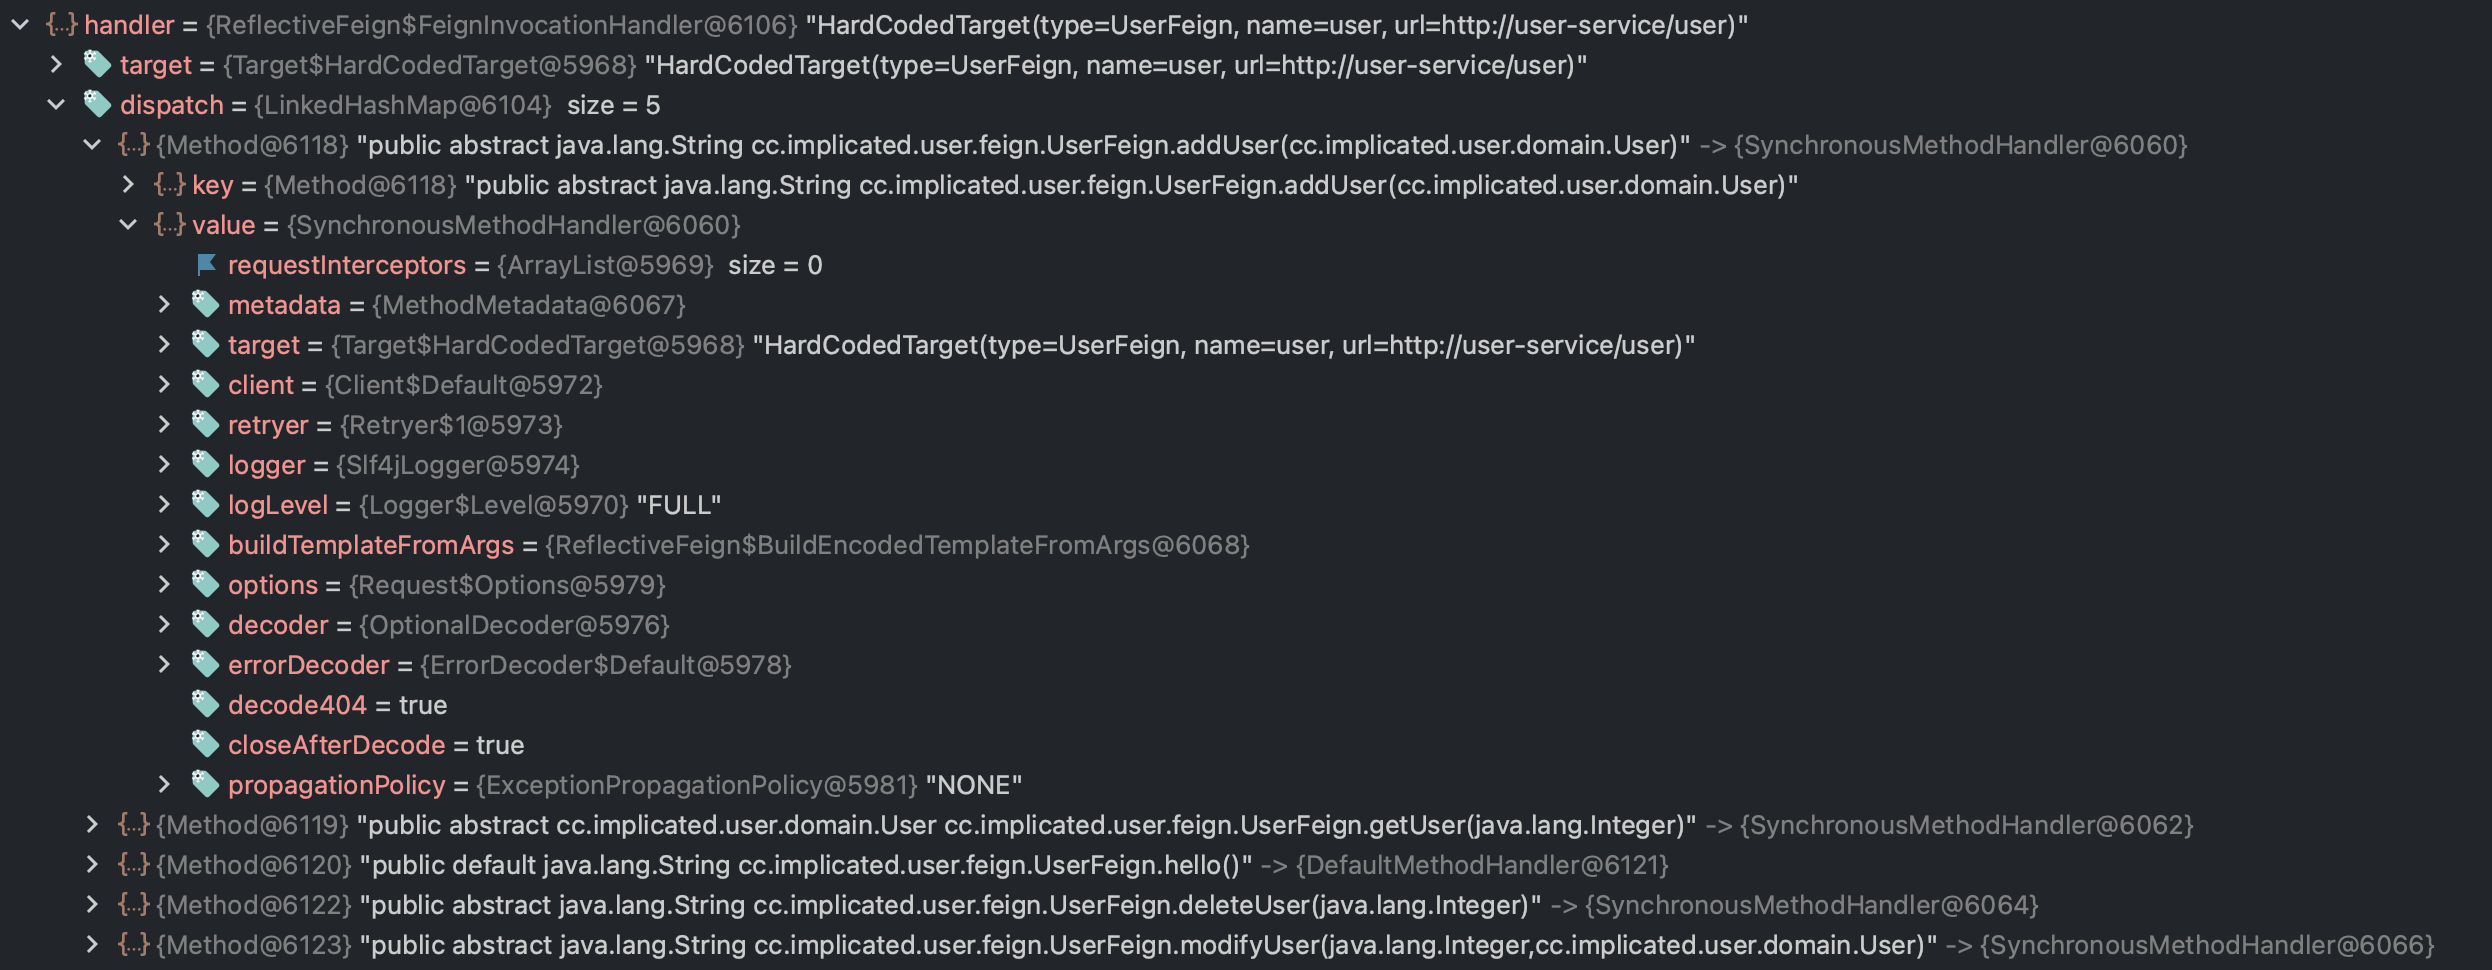 {...} handler = {ReflectiveFeign$FeignInvocationHandler@6106} "HardCodedTarget(type=UserFeign, name=user, url=http://user-service/user)"
target = {Target$HardCodedTarget@5968} "HardCodedTarget(type=UserFeign, name=user, url=http://user-service/user)"
dispatch = {LinkedHashMap@6104} size = 5
{...} {Method@6118} "public abstract java.lang.String cc.implicated.user.feign.UserFeign.addUser(cc.implicated.user.domain.User)" -> {SynchronousMethodHandler@6060}
{...} key = {Method@6118} "public abstract java.lang.String cc.implicated.user.feign.UserFeign.addUser(cc.implicated.user.domain.User)"
{...} value = {SynchronousMethodHandler@6060}
requestInterceptors = {ArrayList@5969} size = 0
metadata = {MethodMetadata@6067}
target = {Target$HardCodedTarget@5968} "HardCodedTarget(type=UserFeign, name=user, url=http://user-service/user)"
client = {Client$Default@5972}
retryer = {Retryer$1@5973}
logger = {Slf4jLogger@5974}
logLevel = {Logger$Level@5970} "FULL"
buildTemplateFromArgs = {ReflectiveFeign$BuildEncodedTemplateFromArgs@6068}
options = {Request$Options@5979}
decoder = {OptionalDecoder@5976}
errorDecoder = {ErrorDecoder$Default@5978}
decode404 = true
closeAfterDecode = true
propagationPolicy = {ExceptionPropagationPolicy@5981} "NONE"
{...} {Method@6119} "public abstract cc.implicated.user.domain.User cc.implicated.user.feign.UserFeign.getUser(java.lang.Integer)" -> {SynchronousMethodHandler@6062}
{...} {Method@6120} "public default java.lang.String cc.implicated.user.feign.UserFeign.hello()" -> {DefaultMethodHandler@6121}
{...} {Method@6122} "public abstract java.lang.String cc.implicated.user.feign.UserFeign.deleteUser(java.lang.Integer)" -> {SynchronousMethodHandler@6064}
{...} {Method@6123} "public abstract java.lang.String cc.implicated.user.feign.UserFeign.modifyUser(java.lang.Integer,cc.implicated.user.domain.User)" -> {SynchronousMethodHandler@6066}